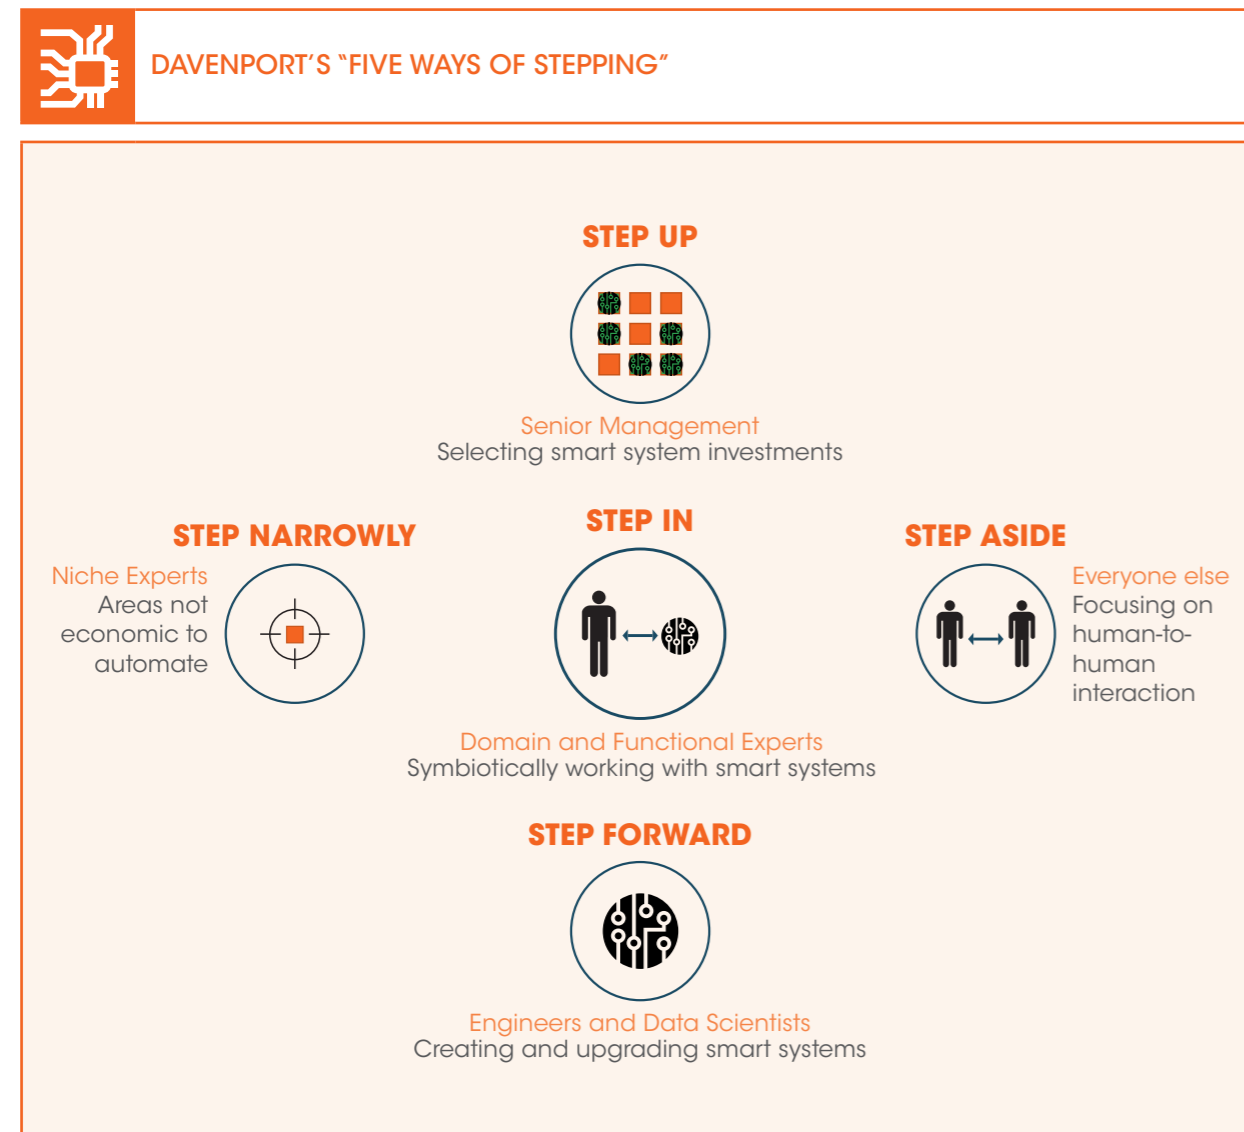 DAVENPORT’S “FIVE WAYS OF STEPPING”
STEP UP
Senior Management
Selecting smart system investments
STEP NARROWLY
Niche Experts
Areas not
economic to
automate
STEP IN
Domain and Functional Experts
Symbiotically working with smart systems
STEP ASIDE
Everyone else
Focusing on
human-to-
human
interaction
STEP FORWARD
Engineers and Data Scientists
Creating and upgrading smart systems